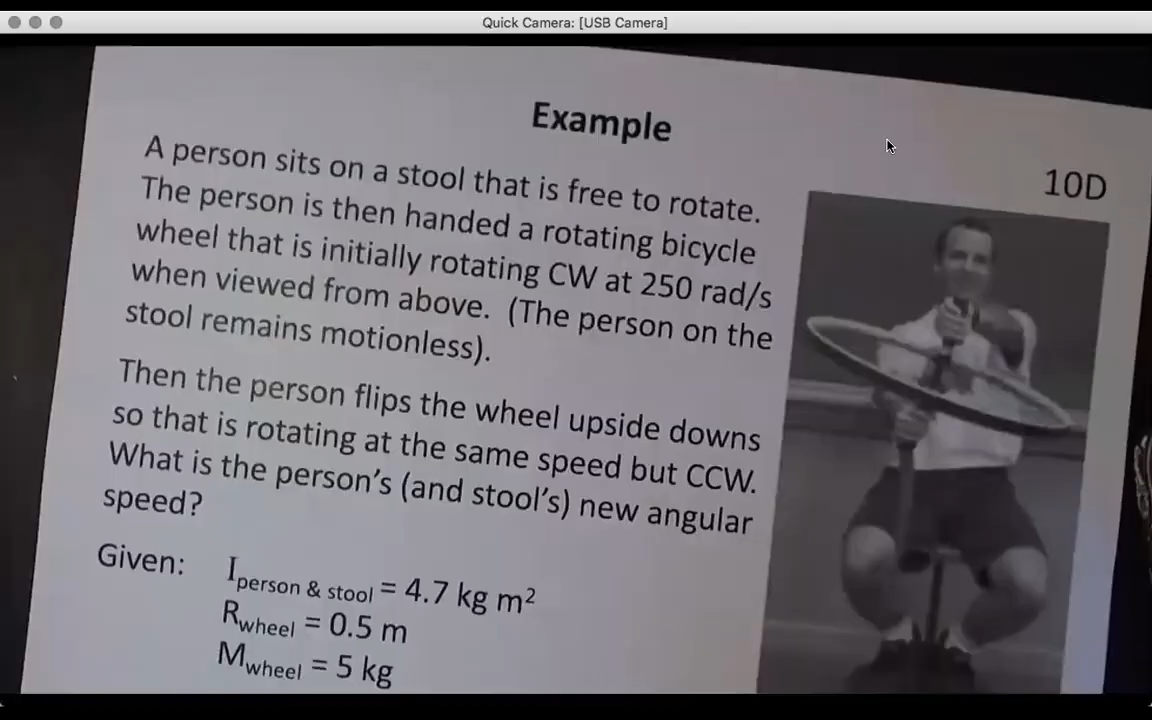 Quick Camera: [USB Camera]
Example
10D
A person sits on a stool that is free to rotate.
The person is then handed a rotating bicycle
wheel that is initially rotating CW at 250 rad/s
when viewed from above.  (The person on the
stool remains motionless).
Then the person flips the wheel upside downs
so that is rotating at the same speed but CCW.
What is the person's (and stool's) new angular
speed?
Given: I person & stool = 4.7 kg m²
R wheel = 0.5 m
M wheel = 5 kg